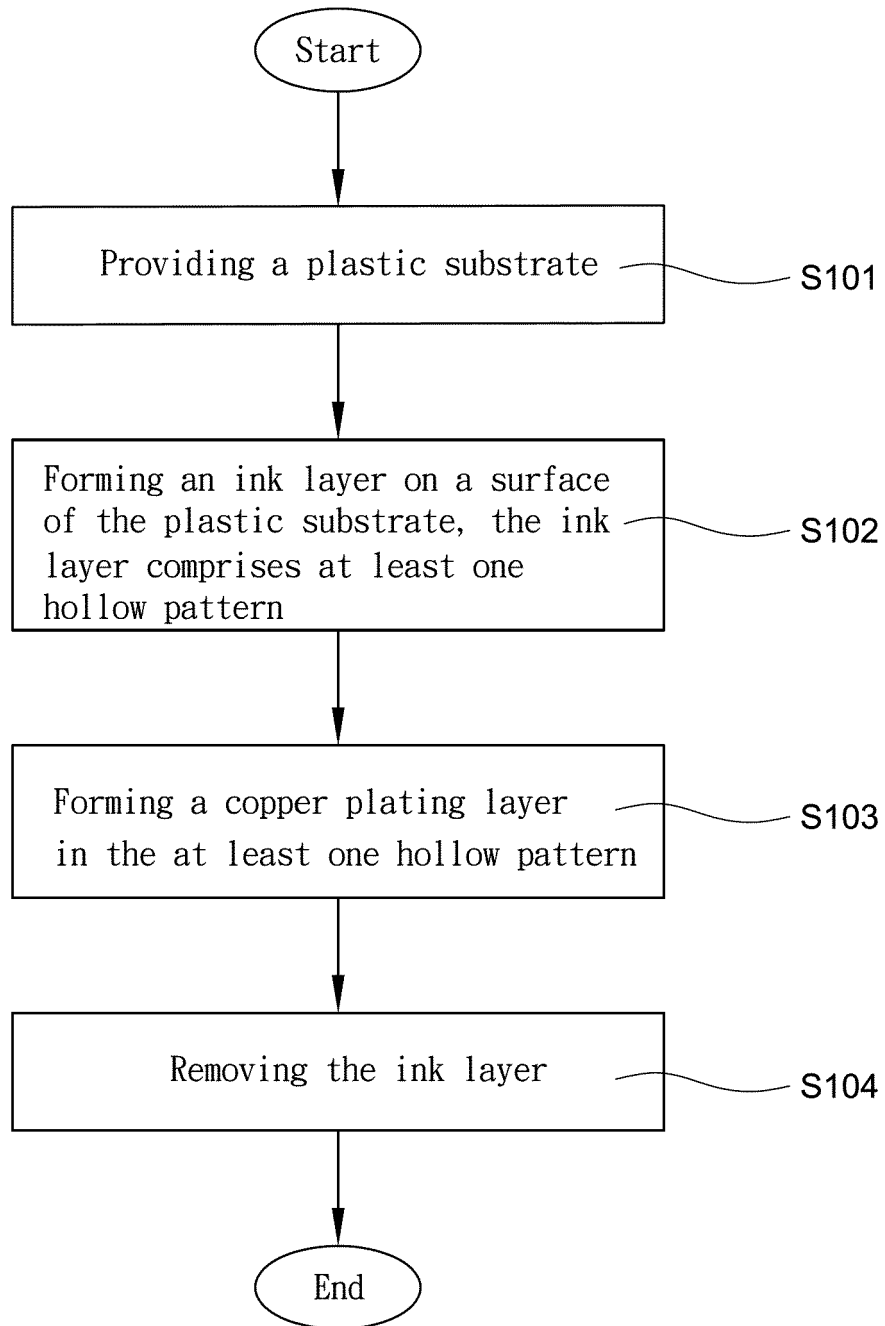 Start
Providing a plastic substrate
S101
Forming an ink layer on a surface
of the plastic substrate, the ink
layer comprises at least one
hollow pattern
S102
Forming a copper plating layer
in the at least one hollow pattern
S103
Removing the ink layer
S104
End